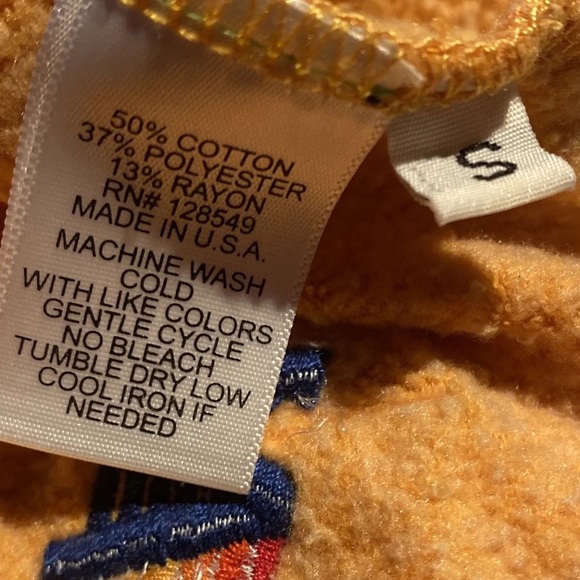 50% COTTON
37% POLYESTER
13% RAYON
RN# 128549
MADE IN U.S.A.
MACHINE WASH
COLD
WITH LIKE COLORS
GENTLE CYCLE
NO BLEACH
TUMBLE DRY LOW
COOL IRON IF
NEEDED
S